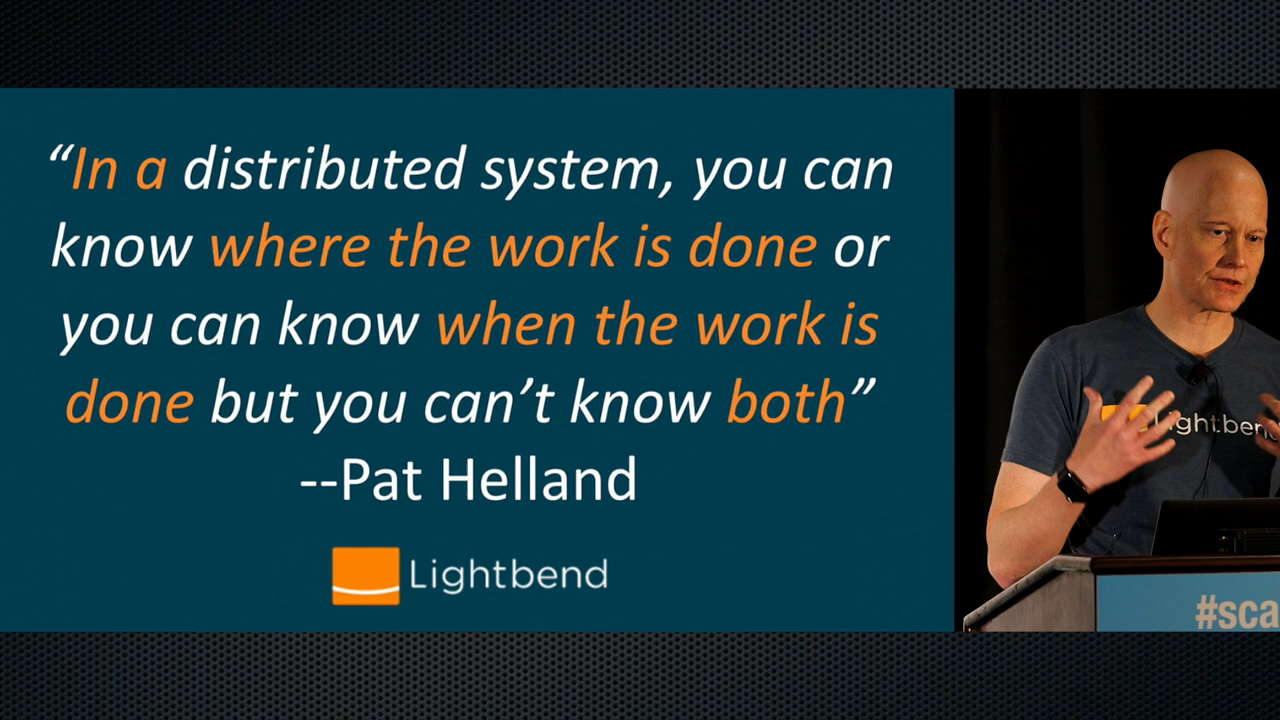 “In a distributed system, you can
know where the work is done or
you can know when the work is
done but you can’t know both”
--Pat Helland
Lightbend
Lightbend
#sca